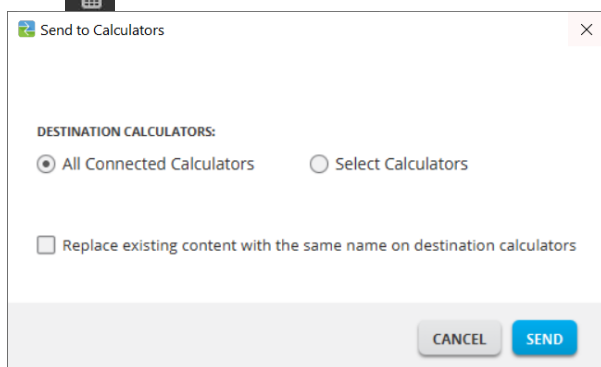 Send to Calculators
DESTINATION CALCULATORS:
All Connected Calculators
Select Calculators
Replace existing content with the same name on destination calculators
CANCEL
SEND